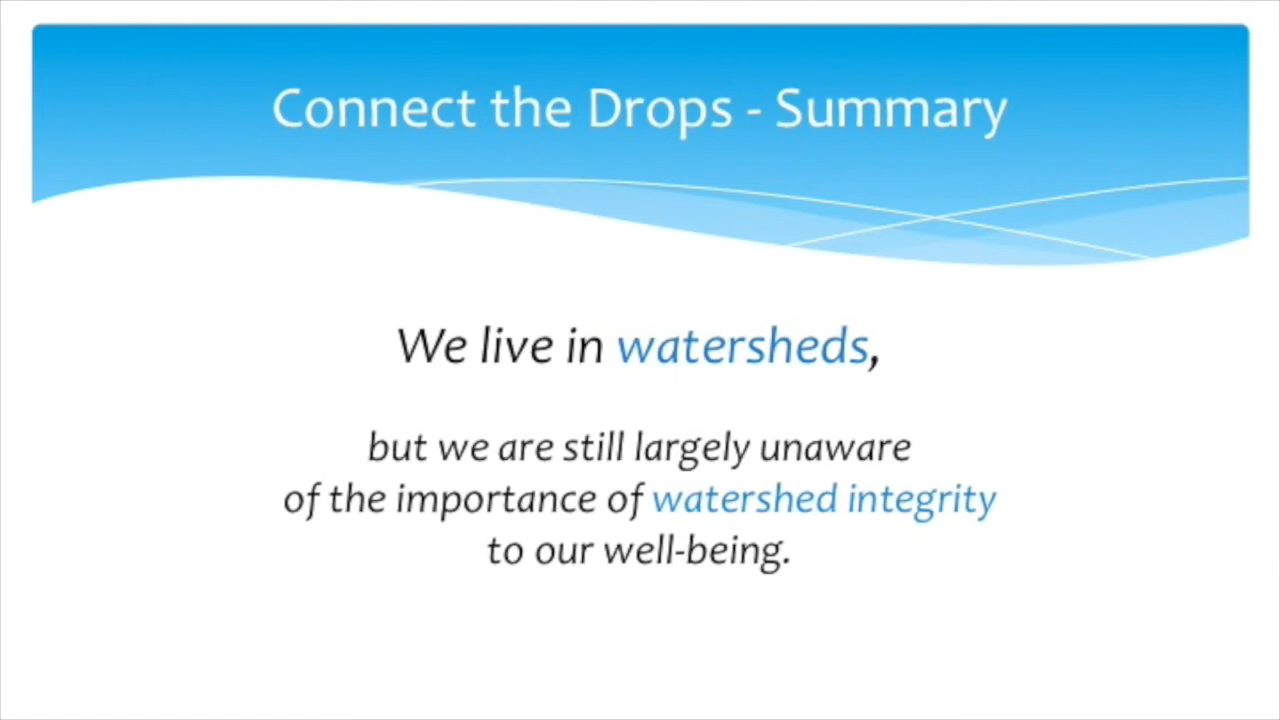 Connect the Drops - Summary
We live in watersheds,
but we are still largely unaware
of the importance of watershed integrity
to our well-being.